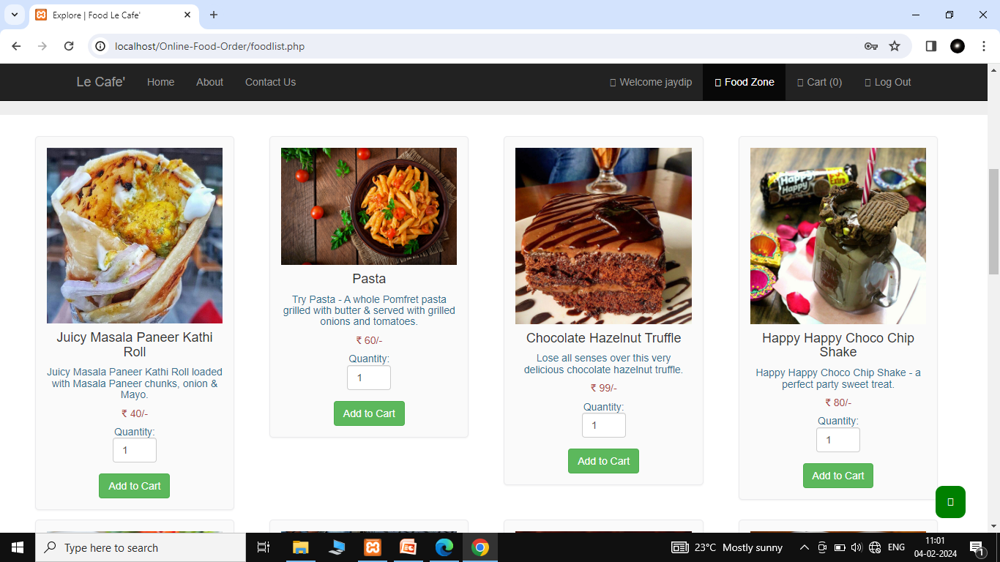 Explore | Food Le Cafe'
localhost/Online-Food-Order/foodlist.php
Le Cafe' Home About Contact Us Welcome jaydip Food Zone Cart (0) Log Out
Juicy Masala Paneer Kathi
Roll
Juicy Masala Paneer Kathi Roll loaded
with Masala Paneer chunks, onion &
Mayo.
₹ 40/-
Quantity:
1
Add to Cart
Pasta
Try Pasta - A whole Pomfret pasta
grilled with butter & served with grilled
onions and tomatoes.
₹ 60/-
Quantity:
1
Add to Cart
Chocolate Hazelnut Truffle
Lose all senses over this very
delicious chocolate hazelnut truffle.
₹ 99/-
Quantity:
1
Add to Cart
Happy
Happy
Extra
Happy Happy Choco Chip
Shake
Happy Happy Choco Chip Shake - a
perfect party sweet treat.
₹ 80/-
Quantity:
1
Add to Cart
Type here to search
23°C Mostly sunny
ENG
11:01
04-02-2024
1